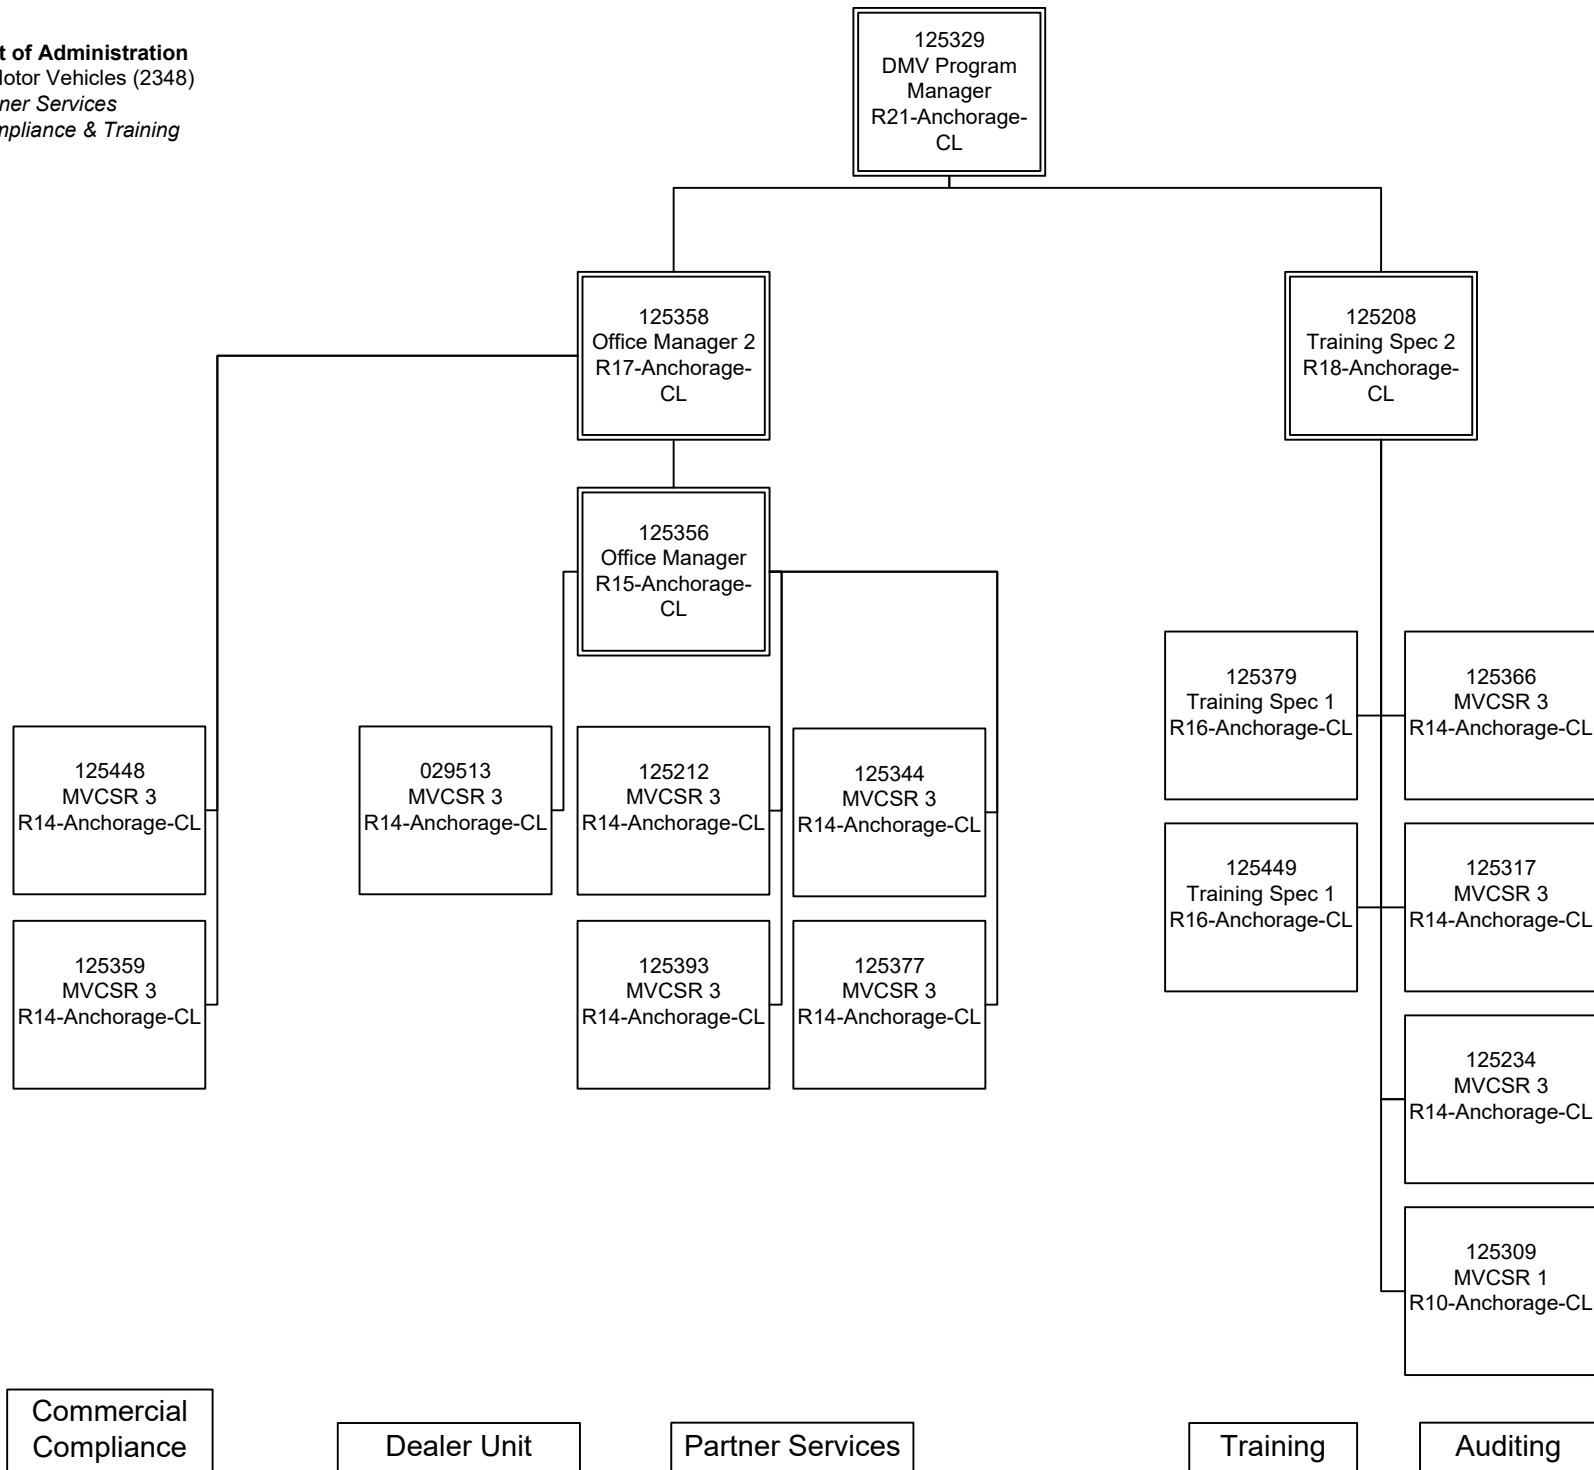 t of Administration
Motor Vehicles (2348)
ner Services
mpliance & Training
125329
DMV Program
Manager
R21-Anchorage-
CL
125358
Office Manager 2
R17-Anchorage-
CL
125208
Training Spec 2
R18-Anchorage-
CL
125356
Office Manager
R15-Anchorage-
CL
125379
Training Spec 1
R16-Anchorage-CL
125366
MVCSR 3
R14-Anchorage-CL
125448
MVCSR 3
R14-Anchorage-CL
029513
MVCSR 3
R14-Anchorage-CL
125212
MVCSR 3
R14-Anchorage-CL
125344
MVCSR 3
R14-Anchorage-CL
125449
Training Spec 1
R16-Anchorage-CL
125317
MVCSR 3
R14-Anchorage-CL
125359
MVCSR 3
R14-Anchorage-CL
125393
MVCSR 3
R14-Anchorage-CL
125377
MVCSR 3
R14-Anchorage-CL
125234
MVCSR 3
R14-Anchorage-CL
125309
MVCSR 1
R10-Anchorage-CL
Commercial
Compliance
Dealer Unit
Partner Services
Training
Auditing